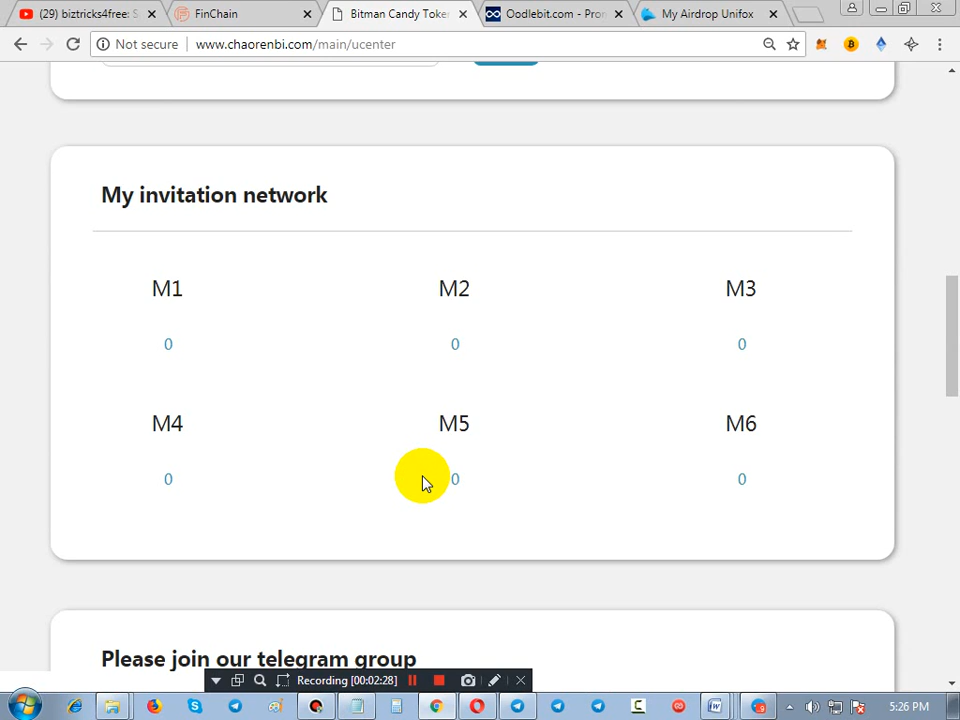 (29) biztricks4free: S
FinChain
Bitman Candy Toke
Oodlebit.com - Pron
My Airdrop Unifox
Not secure
www.chaorenbi.com/main/ucenter
My invitation network
M1 M2 M3
0 0 0
M4 M5 M6
0 0 0
Please join our telegram group
Recording [00:02:28]
5:26 PM